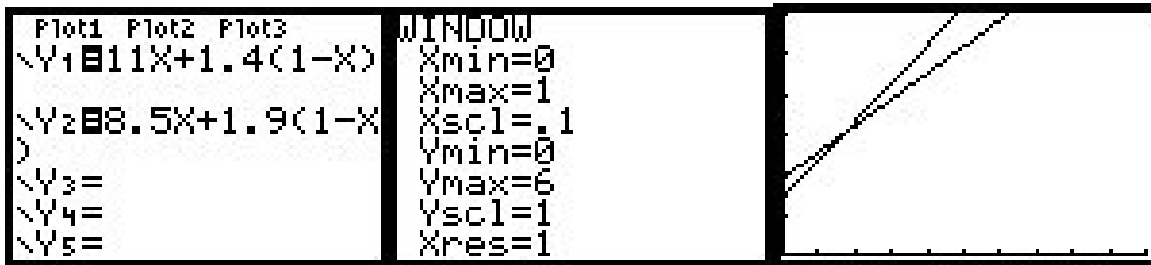 Plot1 Plot2 Plot3
\Y₁=11X+1.4(1-X)
\Y₂=8.5X+1.9(1-X
)
\Y₃=
\Y₄=
\Y₅=
WINDOW
Xmin=0
Xmax=1
Xscl=.1
Ymin=0
Ymax=6
Yscl=1
Xres=1